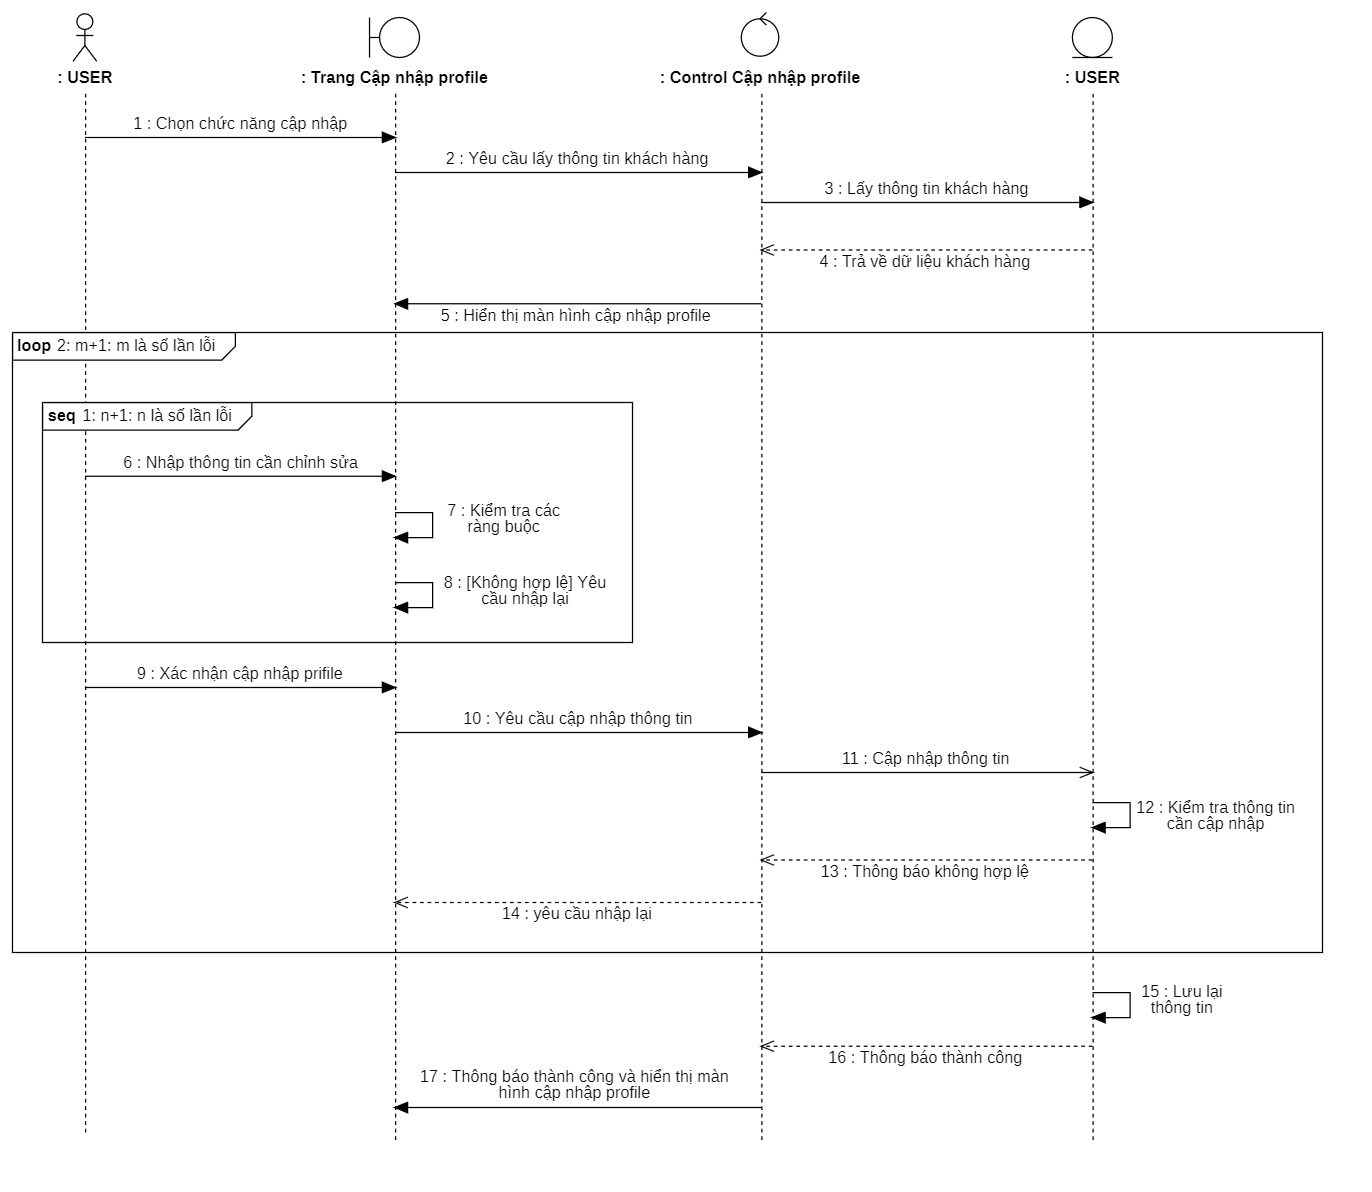 : USER
: Trang Cập nhập profile
: Control Cập nhập profile
: USER
1 : Chọn chức năng cập nhập
2 : Yêu cầu lấy thông tin khách hàng
3 : Lấy thông tin khách hàng
4 : Trả về dữ liệu khách hàng
5 : Hiển thị màn hình cập nhập profile
loop 2: m+1: m là số lần lỗi
seq 1: n+1: n là số lần lỗi
6 : Nhập thông tin cần chỉnh sửa
7 : Kiểm tra các
ràng buộc
8 : [Không hợp lệ] Yêu
cầu nhập lại
9 : Xác nhận cập nhập prifile
10 : Yêu cầu cập nhập thông tin
11 : Cập nhập thông tin
12 : Kiểm tra thông tin
cần cập nhập
13 : Thông báo không hợp lệ
14 : yêu cầu nhập lại
15 : Lưu lại
thông tin
16 : Thông báo thành công
17 : Thông báo thành công và hiển thị màn
hình cập nhập profile